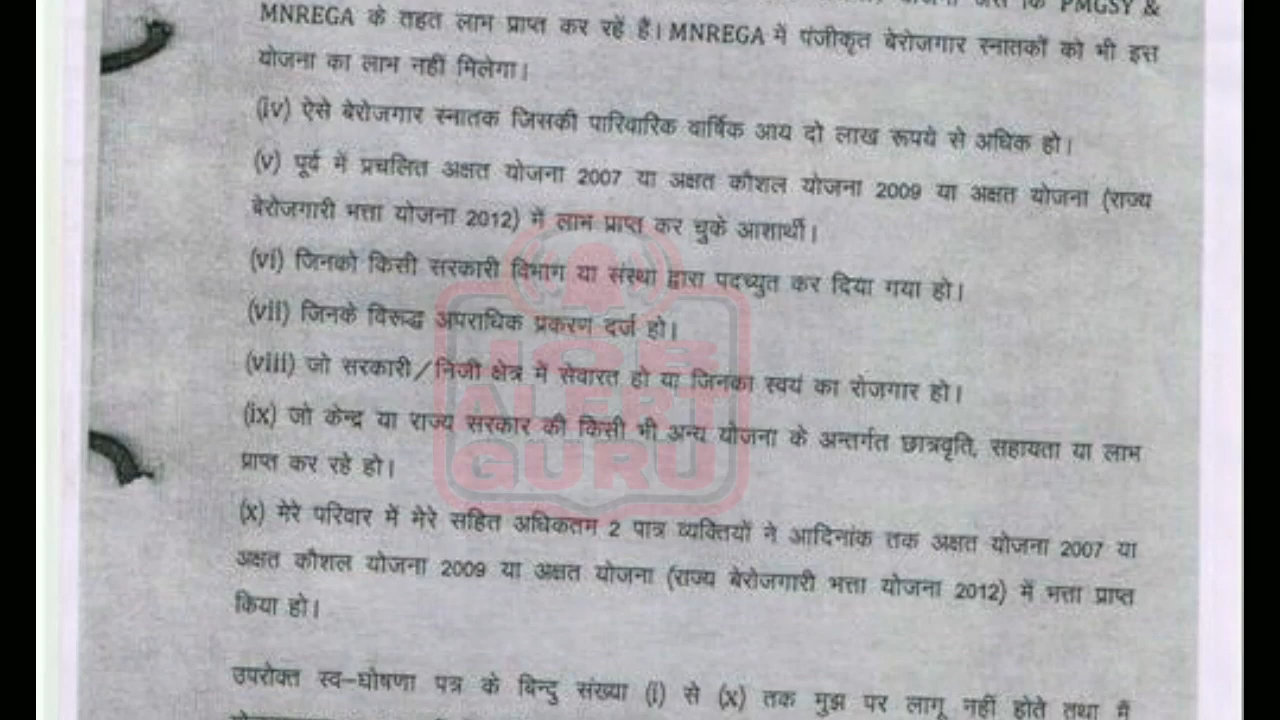 कि PMGSY &
MNREGA के तहत लाभ प्राप्त कर रहें हैं। MNREGA में पंजीकृत बेरोजगार स्नातकों को भी इस
योजना का लाभ नहीं मिलेगा।
(iv) ऐसे बेरोजगार स्नातक जिसकी पारिवारिक वार्षिक आय दो लाख रूपये से अधिक हो।
(v) पूर्व में प्रचलित अक्षत योजना 2007 या अक्षत कौशल योजना 2009 या अक्षत योजना (राज्य
बेरोजगारी भत्ता योजना 2012) में लाभ प्राप्त कर चुके आशार्थी।
(vi) जिनको किसी सरकारी विभाग या संस्था द्वारा पदच्युत कर दिया गया हो।
(vii) जिनके विरूद्ध अपराधिक प्रकरण दर्ज हो।
(viii) जो सरकारी/निजी क्षेत्र में सेवारत हो या जिनका स्वयं का रोजगार हो।
(ix) जो केन्द्र या राज्य सरकार की किसी भी अन्य योजना के अन्तर्गत छात्रवृति, सहायता या लाभ
प्राप्त कर रहे हो।
(x) मेरे परिवार में मेरे सहित अधिकतम 2 पात्र व्यक्तियों ने आदिनांक तक अक्षत योजना 2007 या
अक्षत कौशल योजना 2009 या अक्षत योजना (राज्य बेरोजगारी भत्ता योजना 2012) में भत्ता प्राप्त
किया हो।
उपरोक्त स्व-घोषणा पत्र के बिन्दु संख्या (i) से (x) तक मुझ पर लागू नहीं होते तथा मैं
JOB
ALERT
GURU